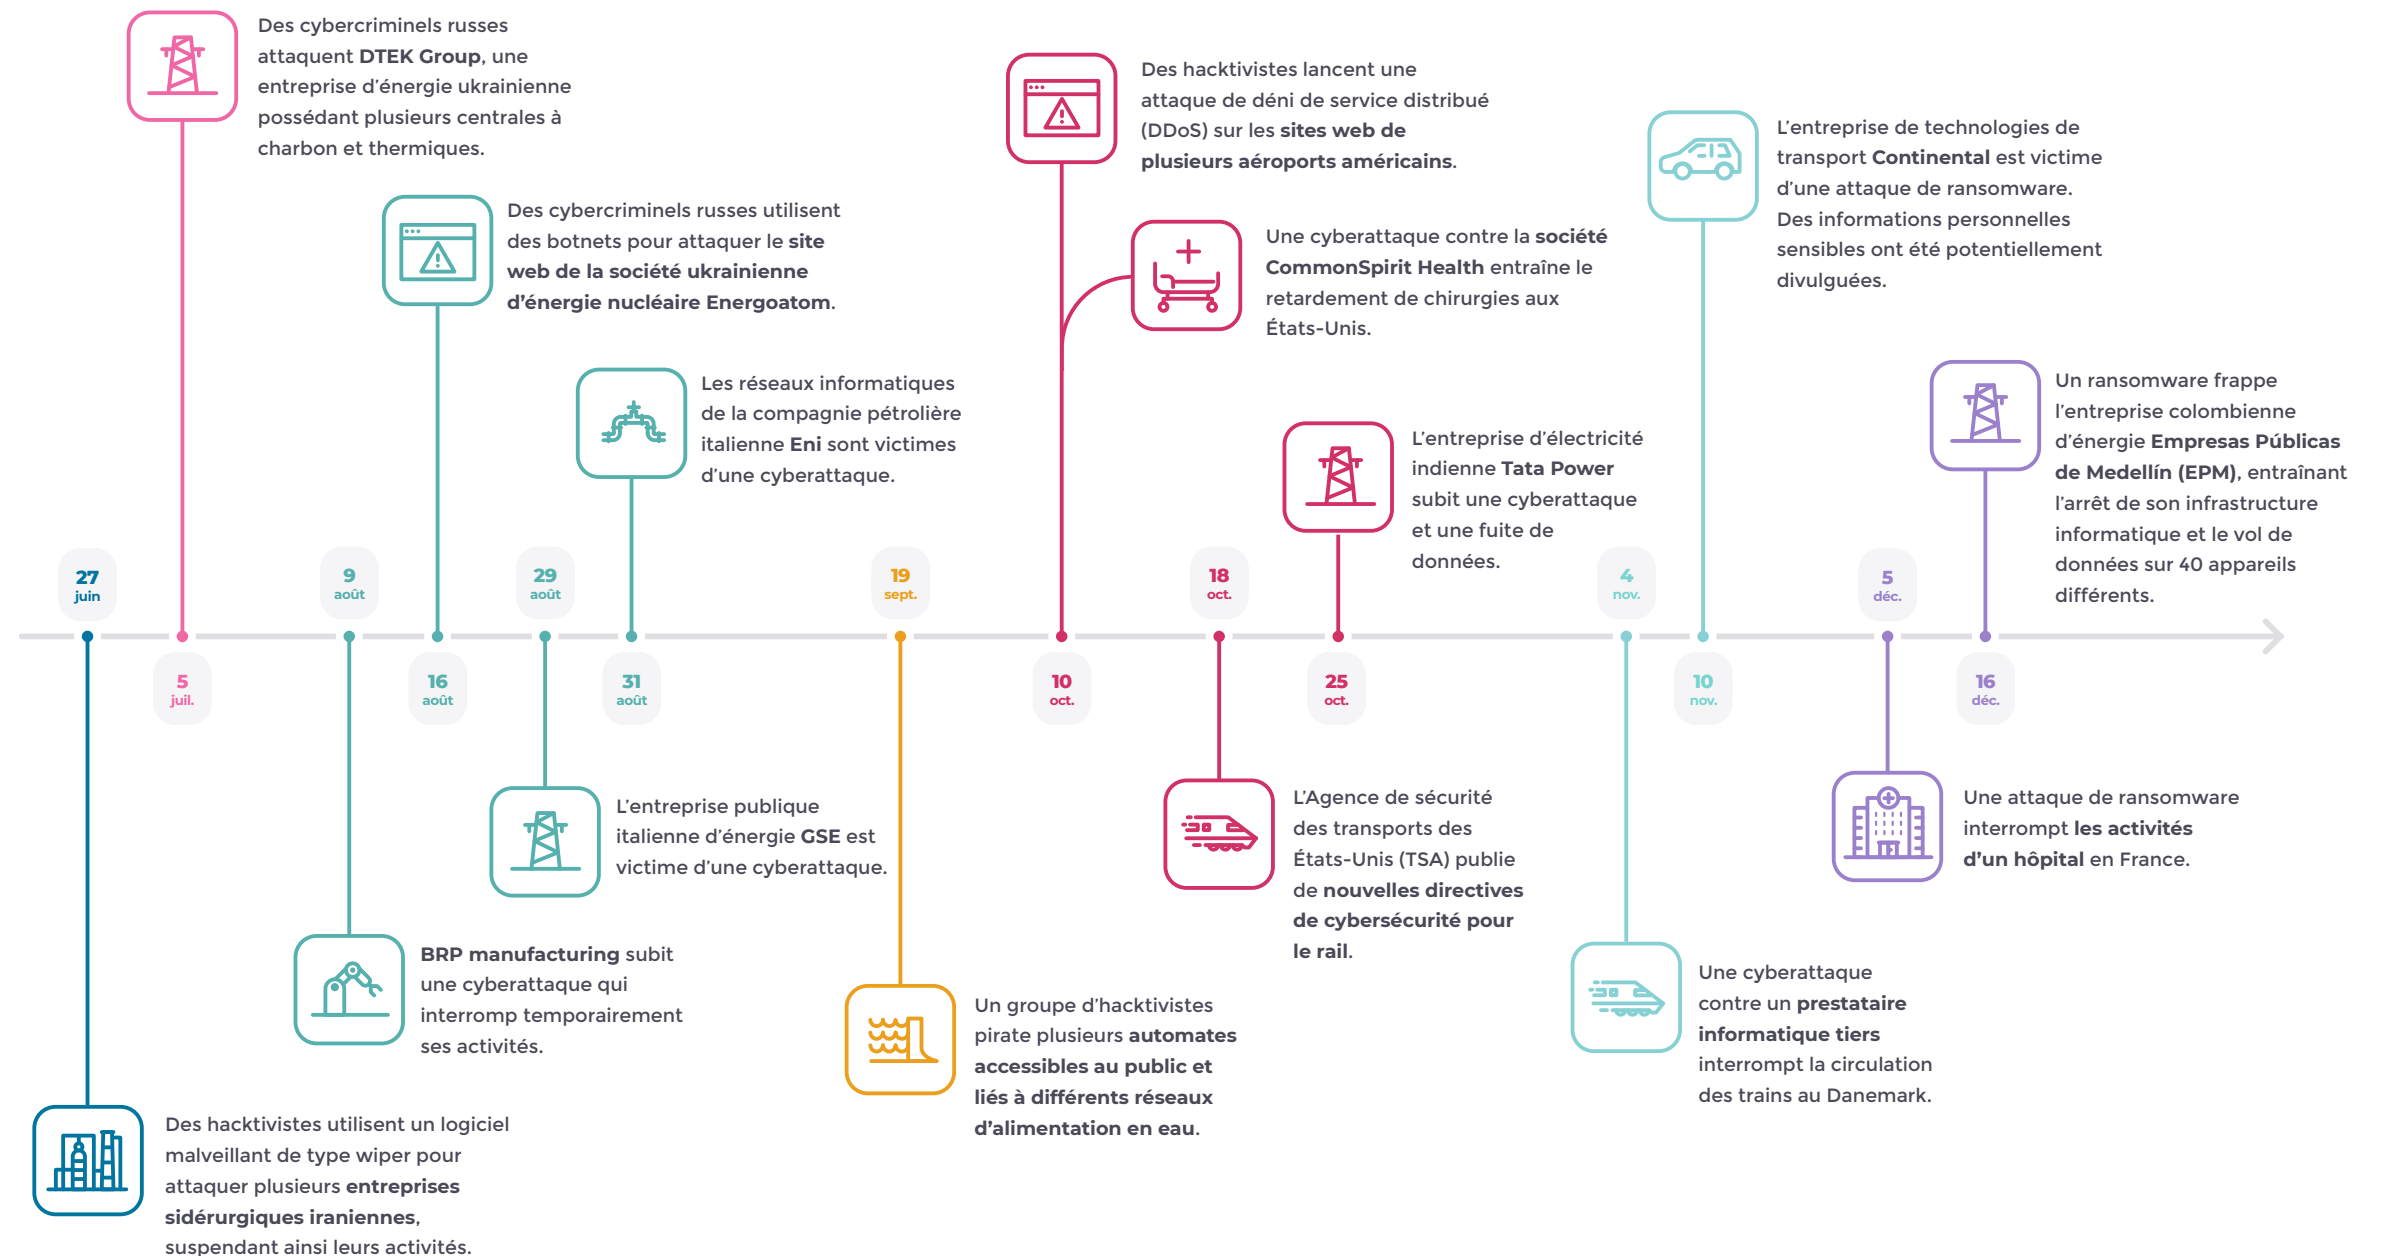 Des cybercriminels russes
attaquent DTEK Group, une
entreprise d’énergie ukrainienne
possédant plusieurs centrales à
charbon et thermiques.
Des cybercriminels russes utilisent
des botnets pour attaquer le site
web de la société ukrainienne
d’énergie nucléaire Energoatom.
Les réseaux informatiques
de la compagnie pétrolière
italienne Eni sont victimes
d’une cyberattaque.
Des hacktivistes lancent une
attaque de déni de service distribué
(DDoS) sur les sites web de
plusieurs aéroports américains.
Une cyberattaque contre la société
CommonSpirit Health entraîne le
retardement de chirurgies aux
États-Unis.
L’entreprise d’électricité
indienne Tata Power
subit une cyberattaque
et une fuite de
données.
L’entreprise de technologies de
transport Continental est victime
d’une attaque de ransomware.
Des informations personnelles
sensibles ont été potentiellement
divulguées.
Un ransomware frappe
l’entreprise colombienne
d’énergie Empresas Públicas
de Medellín (EPM), entraînant
l’arrêt de son infrastructure
informatique et le vol de
données sur 40 appareils
différents.
27
juin
9
août
29
août
19
sept.
18
oct.
4
nov.
5
déc.
5
juil.
16
août
31
août
10
oct.
25
oct.
10
nov.
16
déc.
L’entreprise publique
italienne d’énergie GSE est
victime d’une cyberattaque.
BRP manufacturing subit
une cyberattaque qui
interromp temporairement
ses activités.
Des hacktivistes utilisent un logiciel
malveillant de type wiper pour
attaquer plusieurs entreprises
sidérurgiques iraniennes,
suspendant ainsi leurs activités.
Un groupe d’hacktivistes
pirate plusieurs automates
accessibles au public et
liés à différents réseaux
d’alimentation en eau.
L’Agence de sécurité
des transports des
États-Unis (TSA) publie
de nouvelles directives
de cybersécurité pour
le rail.
Une cyberattaque
contre un prestataire
informatique tiers
interrompt la circulation
des trains au Danemark.
Une attaque de ransomware
interrompt les activités
d’un hôpital en France.